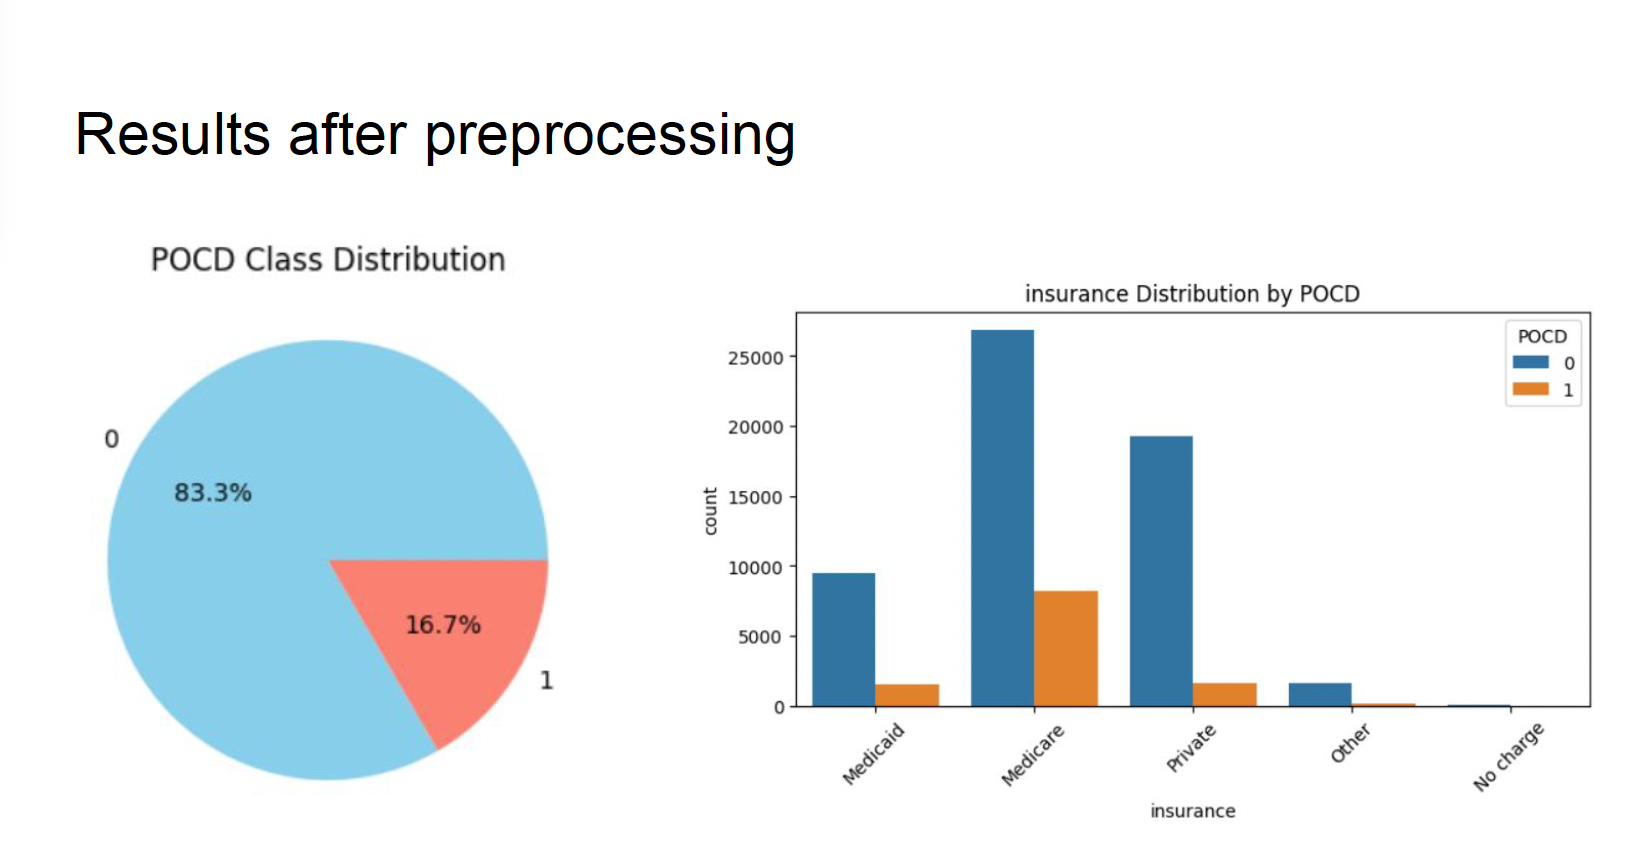 Results after preprocessing
POCD Class Distribution
0
83.3%
16.7%
1
insurance Distribution by POCD
POCD
0
1
25000
20000
15000
10000
5000
0
count
Medicaid
Medicare
Private
Other
No charge
insurance